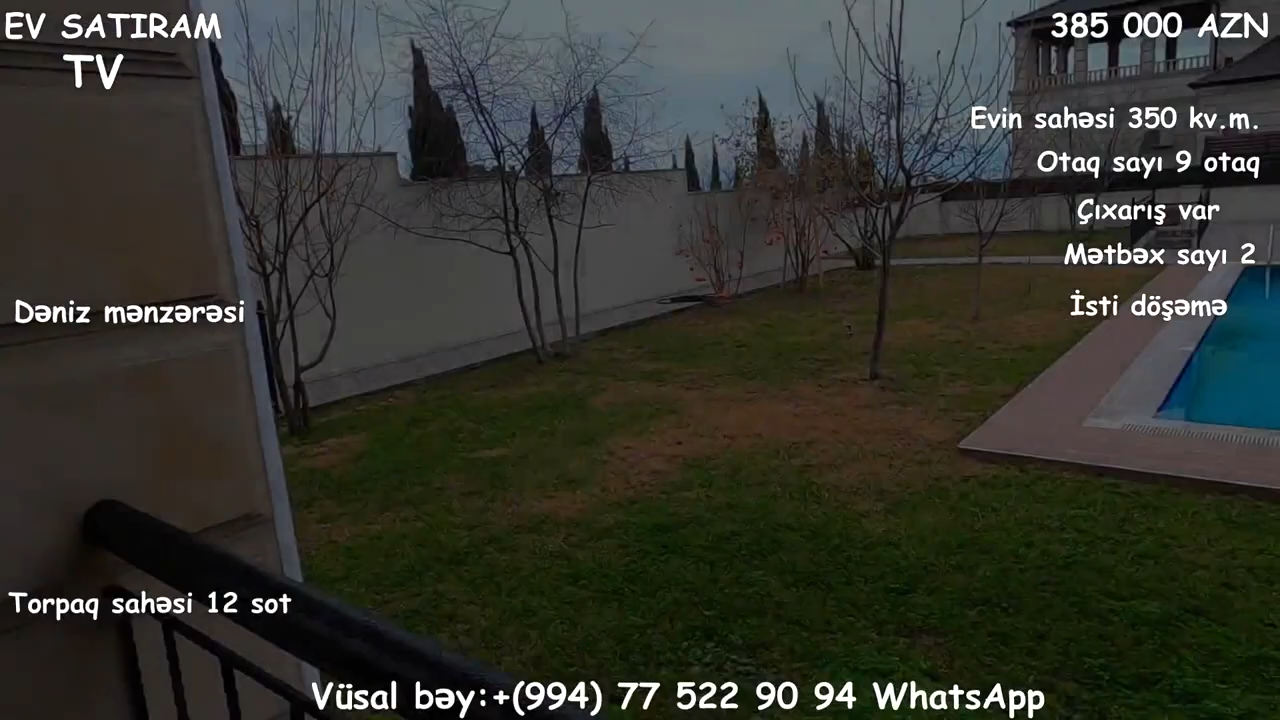 EV SATIRAM
TV
385 000 AZN
Evin sahəsi 350 kv.m.
Otaq sayı 9 otaq
Çıxarış var
Mətbəx sayı 2
İsti döşəmə
Dəniz mənzərəsi
Torpaq sahəsi 12 sot
Vüsal bəy:+(994) 77 522 90 94 WhatsApp